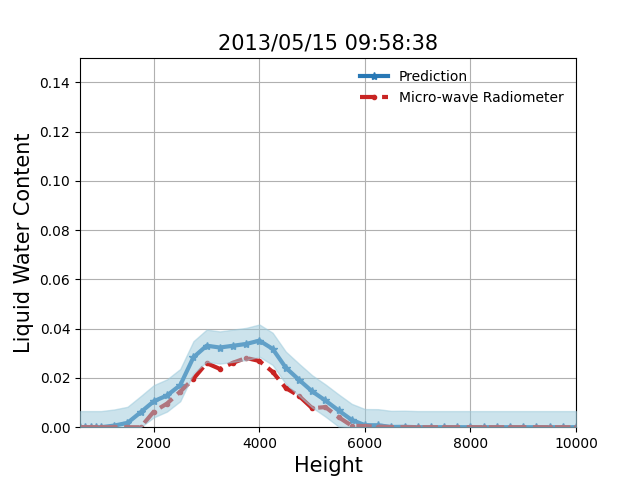 2013/05/15 09:58:38
Prediction
Micro-wave Radiometer
Liquid Water Content
0.14
0.12
0.10
0.08
0.06
0.04
0.02
0.00
2000 4000 6000 8000 10000
Height